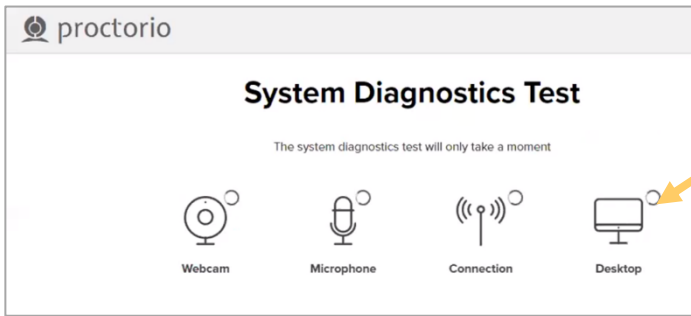 proctorio
System Diagnostics Test
The system diagnostics test will only take a moment
Webcam Microphone Connection Desktop